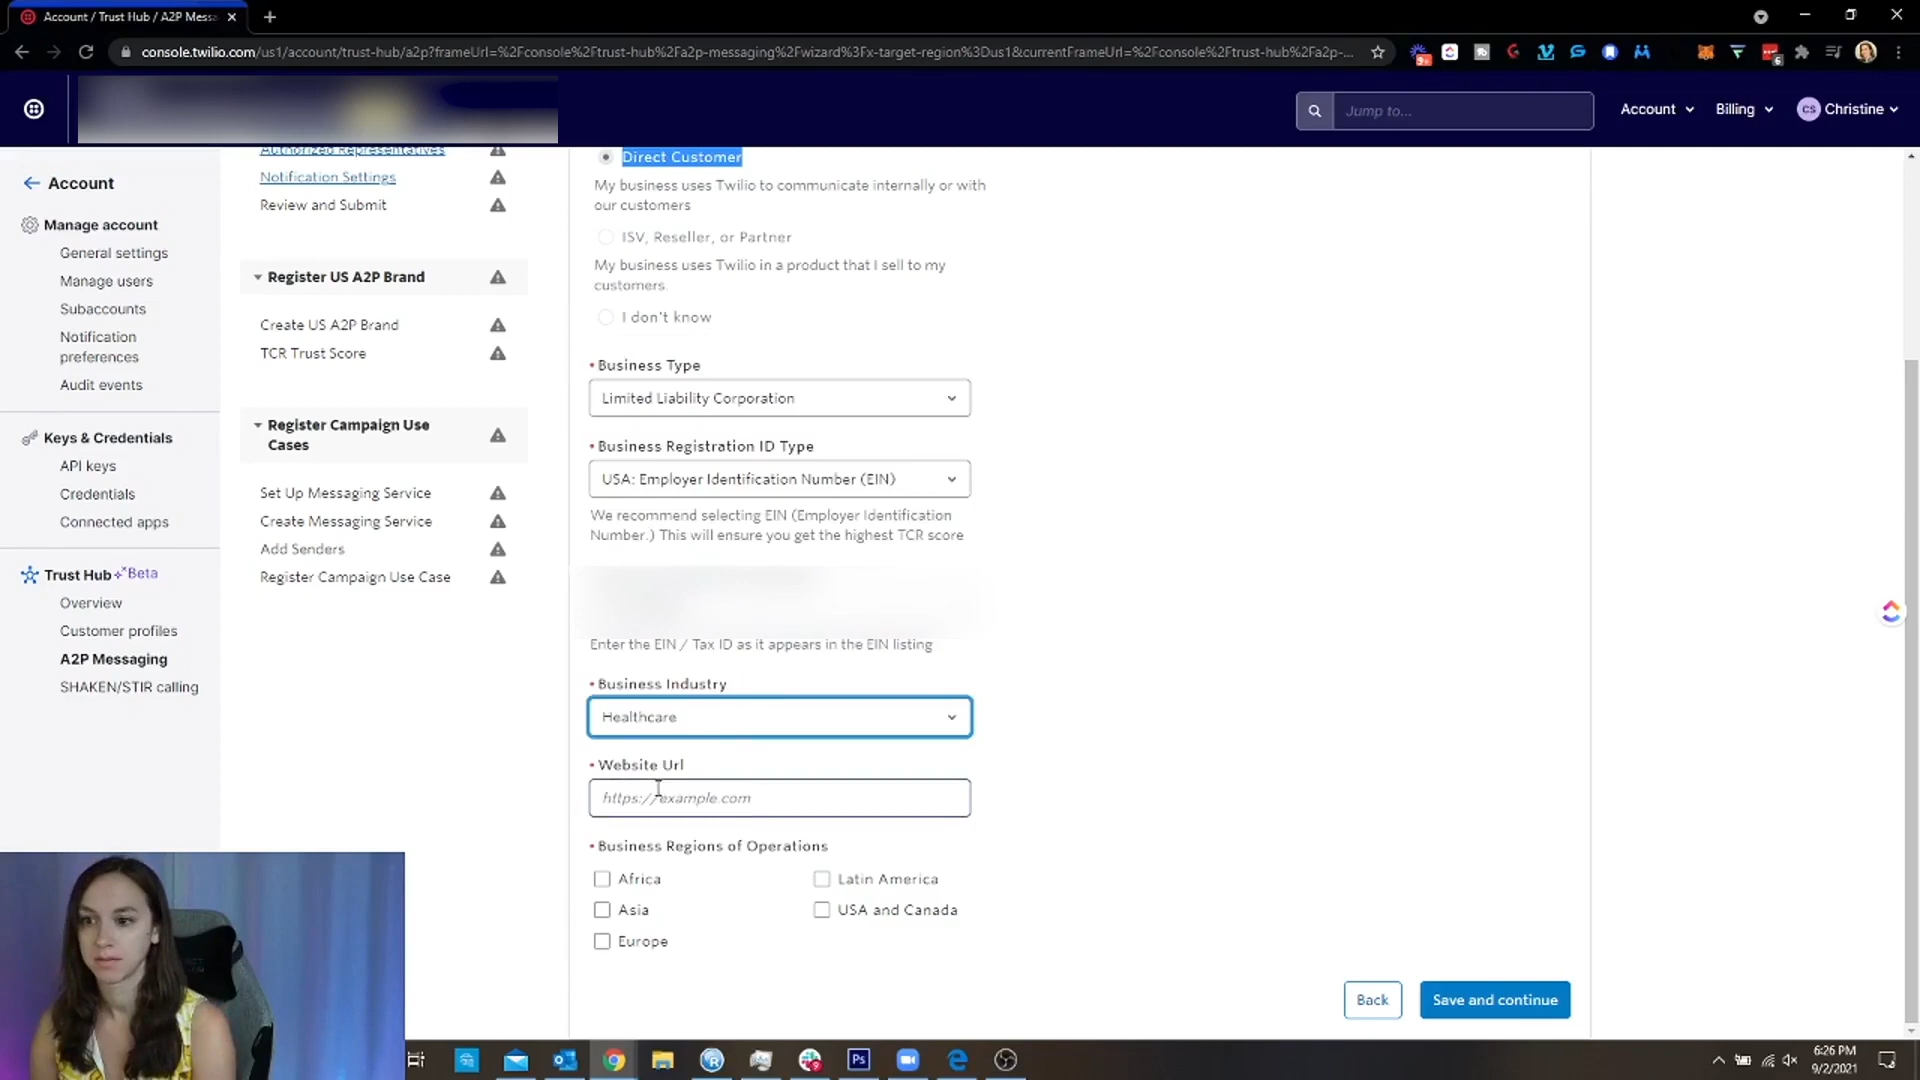 Account / Trust Hub / A2P Messa
console.twilio.com/us1/account/trust-hub/a2p?frameUrl=%2Fconsole%2Ftrust-hub%2Fa2p-messaging%2Fwizard%3Fx-target-region%3Dus1&currentFrameUrl=%2Fconsole%2Ftrust-hub%2Fa2p-...
9+
6
Jump to...
Account
Billing
CS
Christine
Account
Manage account
General settings
Manage users
Subaccounts
Notification
preferences
Audit events
Keys & Credentials
API keys
Credentials
Connected apps
Trust Hub Beta
Overview
Customer profiles
A2P Messaging
SHAKEN/STIR calling
Authorized Representatives
Notification Settings
Review and Submit
Register US A2P Brand
Create US A2P Brand
TCR Trust Score
Register Campaign Use
Cases
Set Up Messaging Service
Create Messaging Service
Add Senders
Register Campaign Use Case
Direct Customer
My business uses Twilio to communicate internally or with
our customers
ISV, Reseller, or Partner
My business uses Twilio in a product that I sell to my
customers.
I don't know
Business Type
Limited Liability Corporation
Business Registration ID Type
USA: Employer Identification Number (EIN)
We recommend selecting EIN (Employer Identification
Number.) This will ensure you get the highest TCR score
Enter the EIN / Tax ID as it appears in the EIN listing
Business Industry
Healthcare
Website Url
https://example.com
Business Regions of Operations
Africa
Latin America
Asia
USA and Canada
Europe
Back
Save and continue
Ps
6:26 PM
9/2/2021